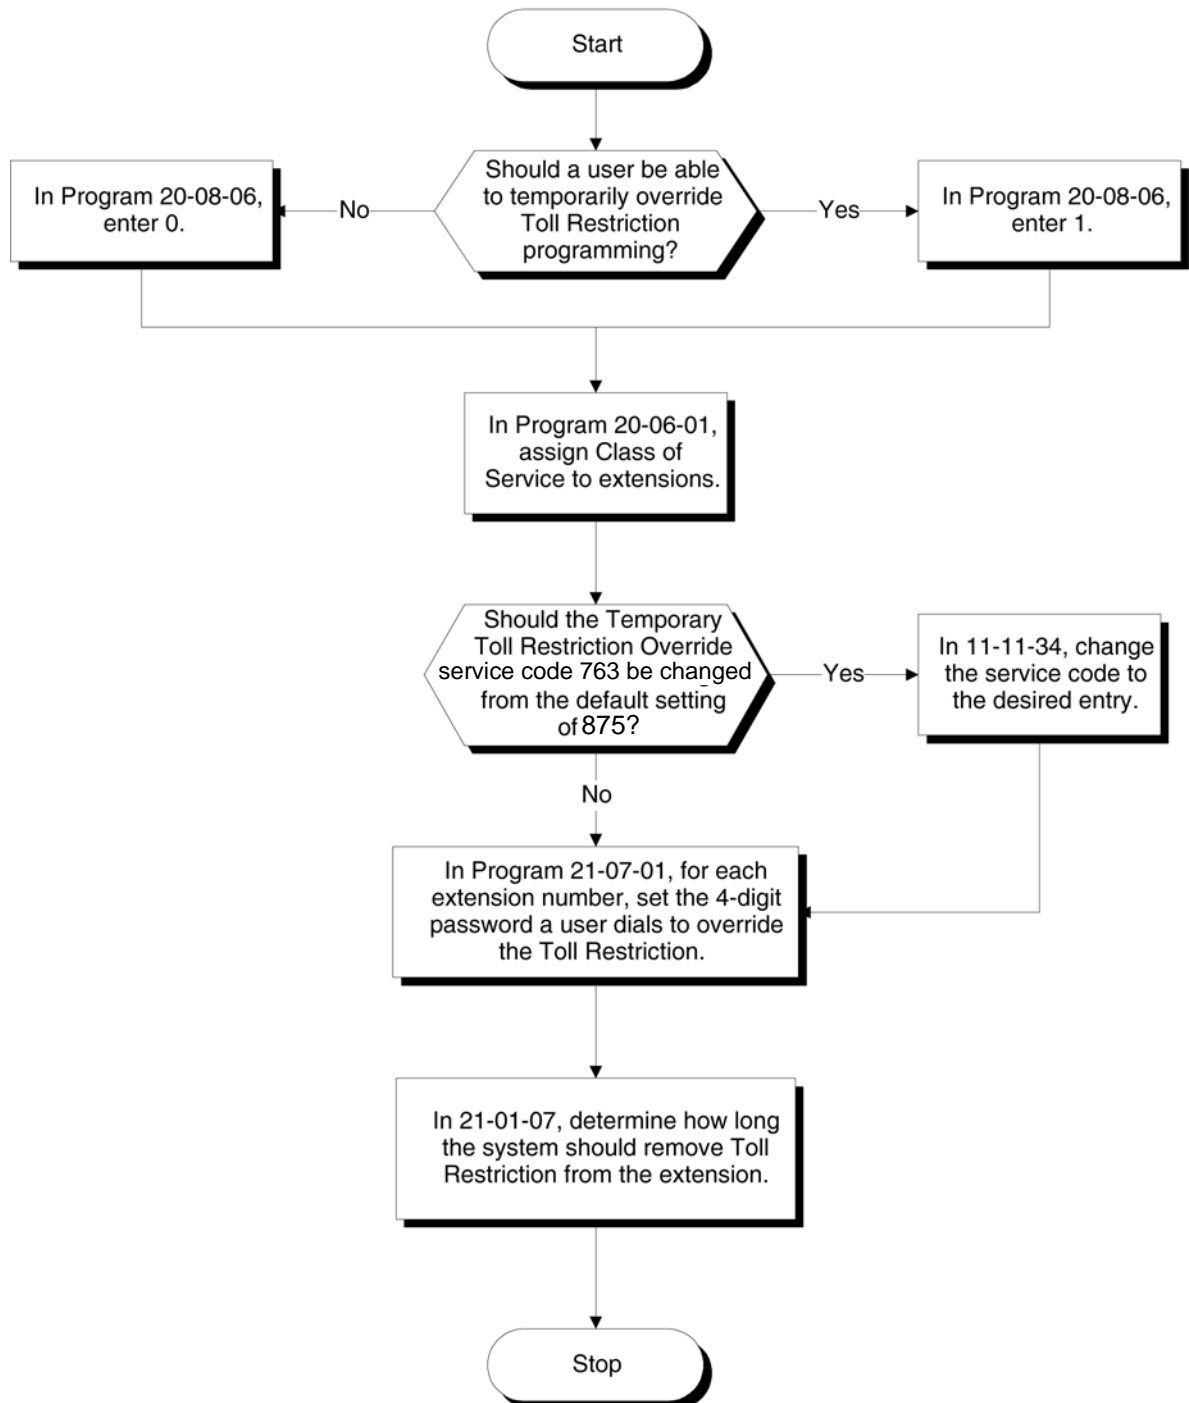 Start
Should a user be able
to temporarily override
Toll Restriction
programming?
No
Yes
In Program 20-08-06,
enter 0.
In Program 20-08-06,
enter 1.
In Program 20-06-01,
assign Class of
Service to extensions.
Should the Temporary
Toll Restriction Override
service code 763 be changed
from the default setting
of 875?
Yes
In 11-11-34, change
the service code to
the desired entry.
No
In Program 21-07-01, for each
extension number, set the 4-digit
password a user dials to override
the Toll Restriction.
In 21-01-07, determine how long
the system should remove Toll
Restriction from the extension.
Stop